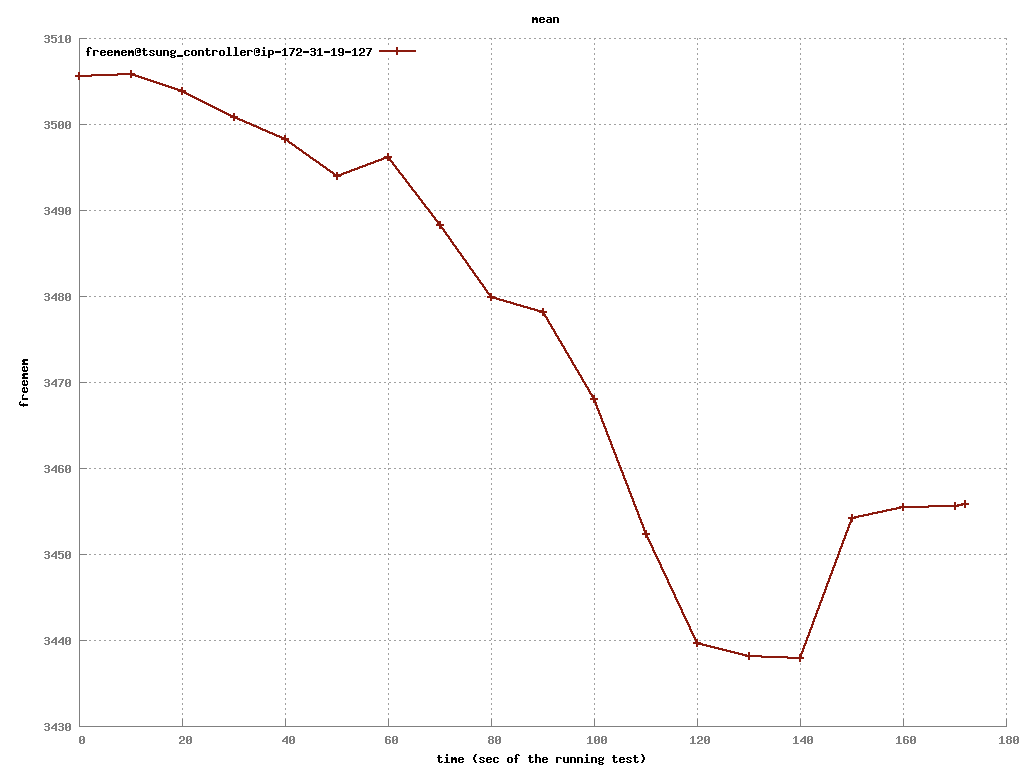 mean
freemem@tsung_controller@ip-172-31-19-127
3510
3500
3490
3480
3470
3460
3450
3440
3430
freemem
0 20 40 60 80 100 120 140 160 180
time (sec of the running test)